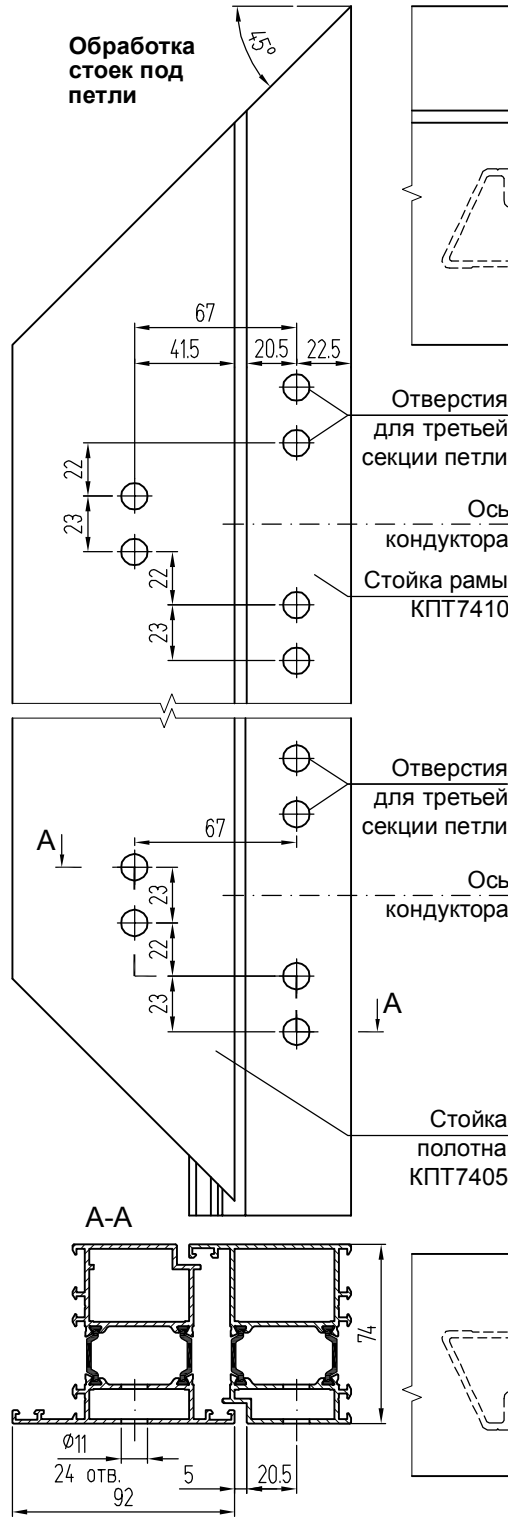 Обработка
стоек под
петли
45°
67
41.5
20.5
22.5
Отверстия
для третьей
секции петли
22
23
Ось
кондуктора
22
Стойка рамы
КПТ7410
23
Отверстия
для третьей
секции петли
67
А
23
Ось
кондуктора
22
23
А
Стойка
полотна
КПТ7405
А-А
74
Ø11
24 отв.
5
20.5
92